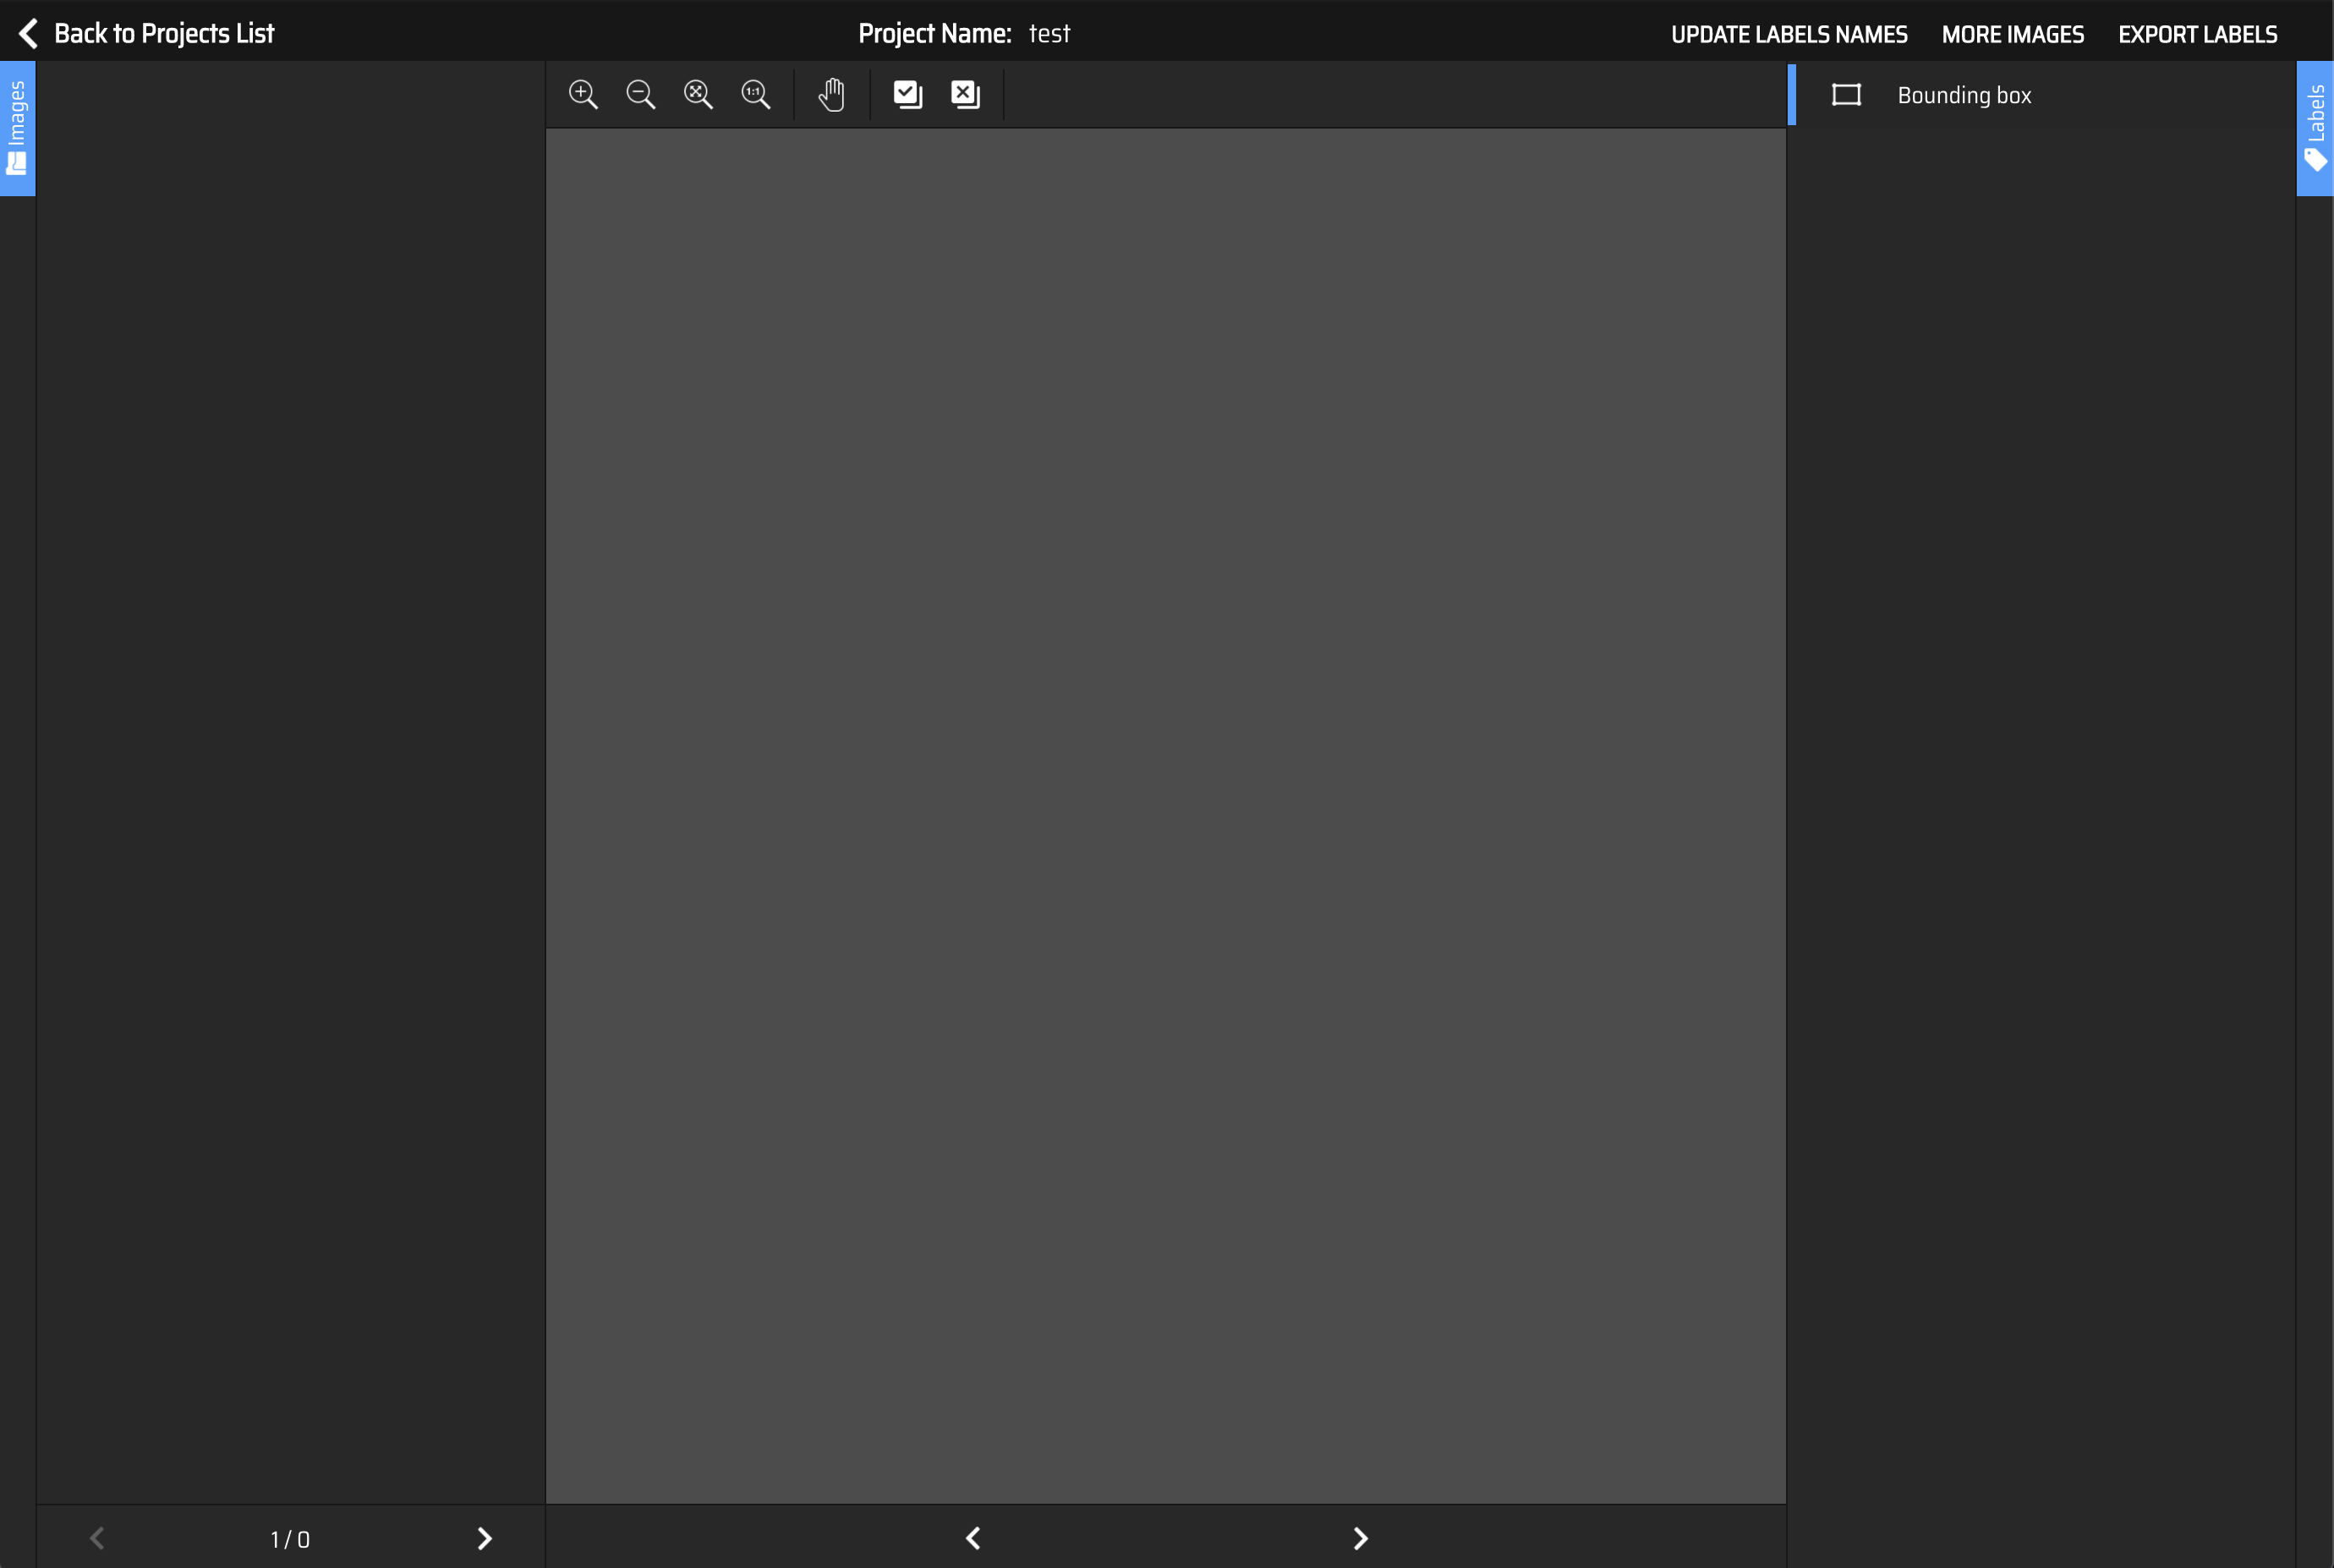 Back to Projects List
Project Name: test
UPDATE LABELS NAMES
MORE IMAGES
EXPORT LABELS
Images
1:1
Bounding box
Labels
1 / 0